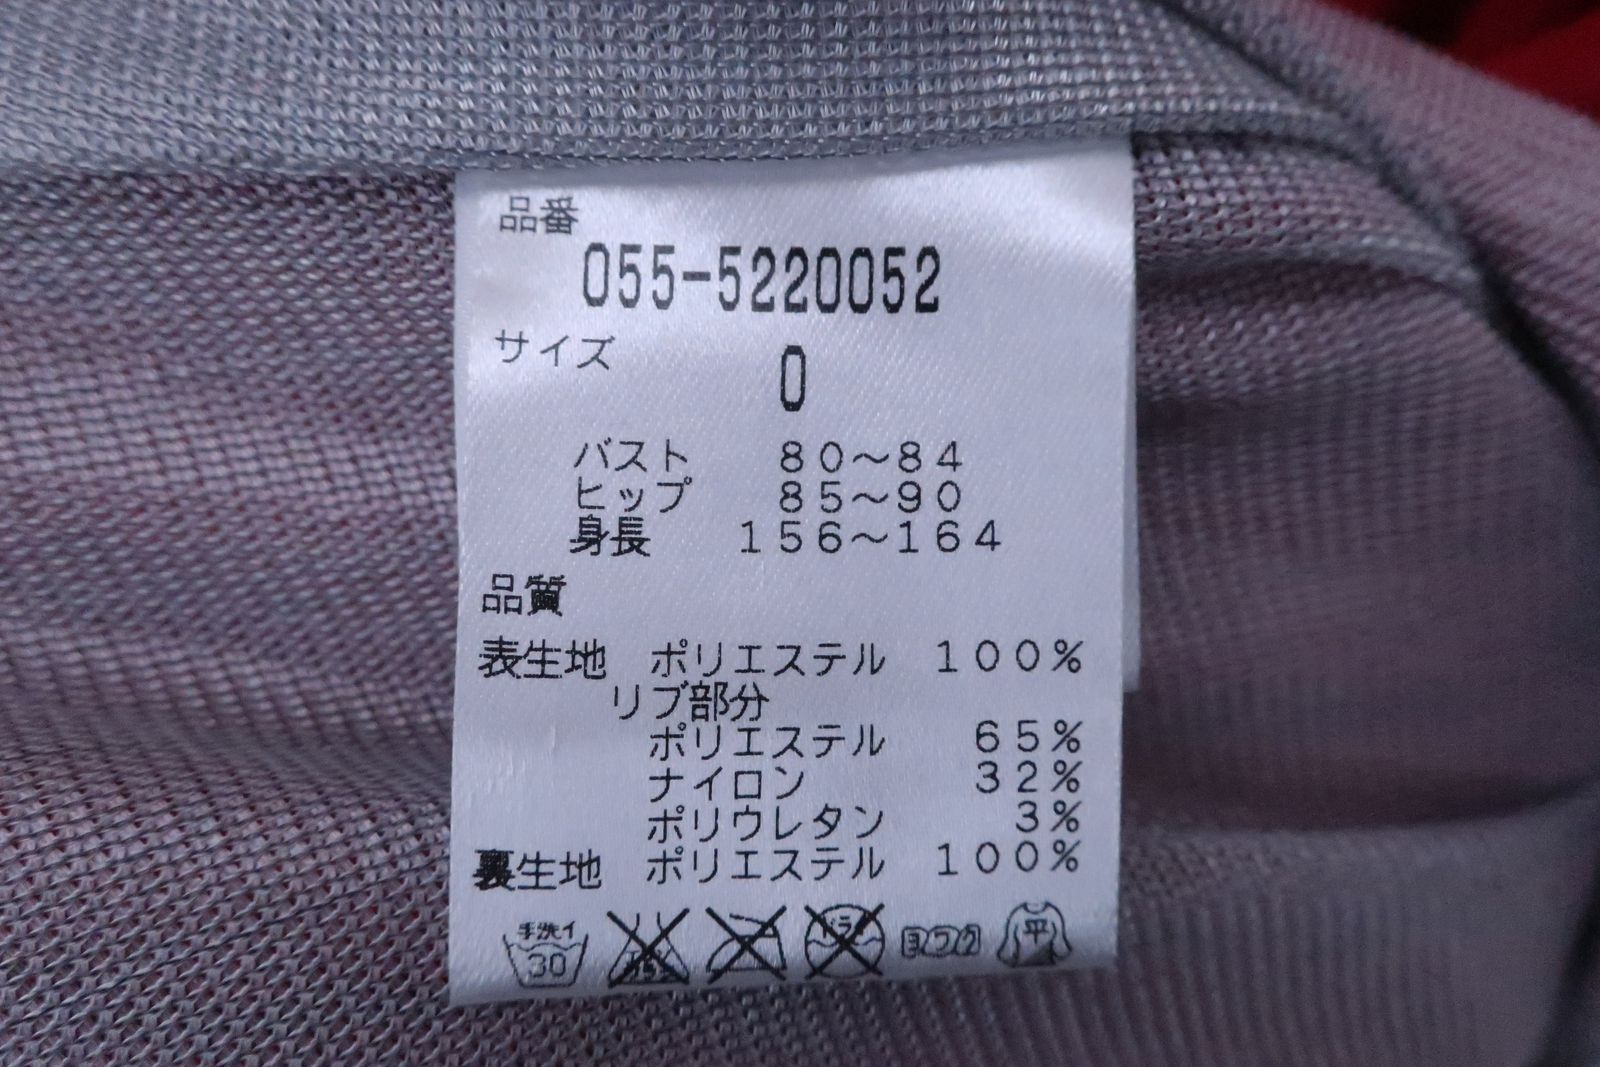 品番
055-5220052
サイズ 0
バスト 80〜84
ヒップ 85〜90
身長 156〜164
品質
表生地 ポリエステル 100%
リブ部分
ポリエステル 65%
ナイロン 32%
ポリウレタン 3%
裏生地 ポリエステル 100%
手洗イ 30 ドライ ヨワク 平